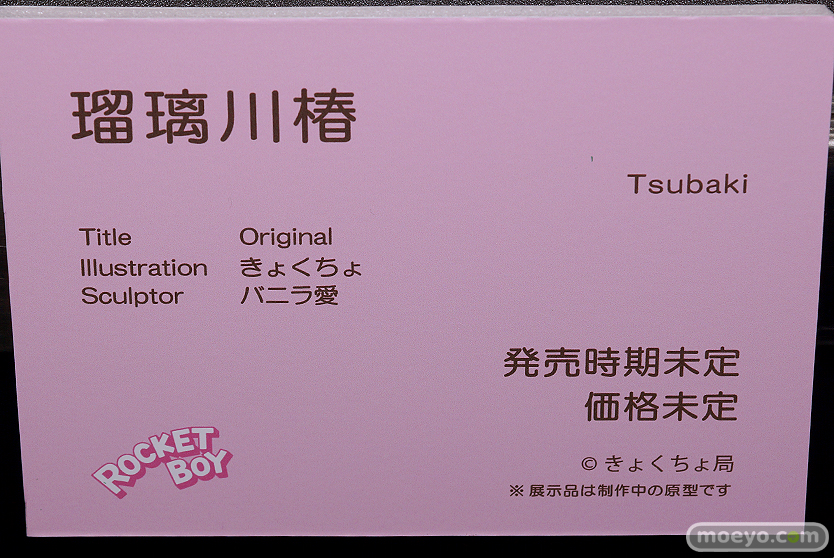 瑠璃川椿
Tsubaki
Title Original
Illustration きょくちょ
Sculptor バニラ愛
発売時期未定
価格未定
ROCKET
BOY
© きょくちょ局
※ 展示品は制作中の原型です
moeyo.com